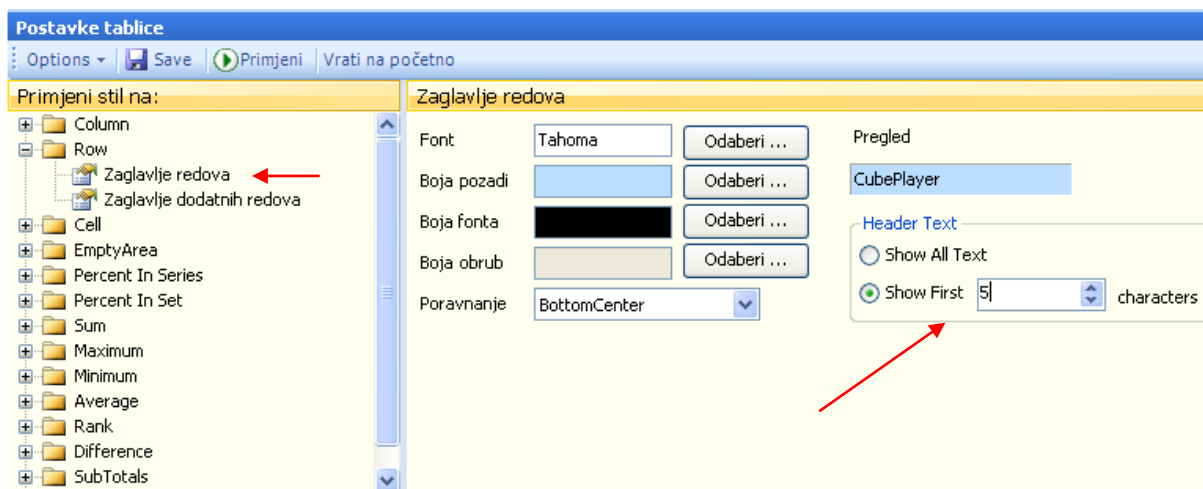 Postavke tablice
Options Save Primjeni Vrati na početno
Primjeni stil na:
Column
Row
Zaglavlje redova
Zaglavlje dodatnih redova
Cell
EmptyArea
Percent In Series
Percent In Set
Sum
Maximum
Minimum
Average
Rank
Difference
SubTotals
Zaglavlje redova
Font Tahoma Odaberi ...
Boja pozadi Odaberi ...
Boja fonta Odaberi ...
Boja obrub Odaberi ...
Poravnanje BottomCenter
Pregled
CubePlayer
Header Text
Show All Text
Show First 5 characters